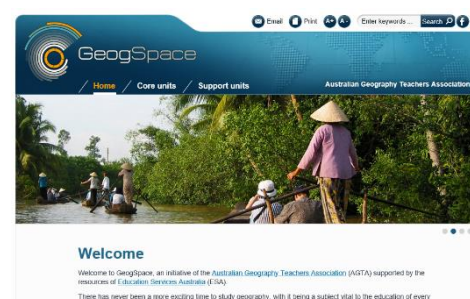 Email Print A+ A- Enter keywords ... Search
GeogSpace
Home / Core units / Support units Australian Geography Teachers Association
Welcome
Welcome to GeogSpace, an initiative of the Australian Geography Teachers Association (AGTA) supported by the
resources of Education Services Australia (ESA).
There has never been a more exciting time to study geography, with it being a subject vital to the education of every